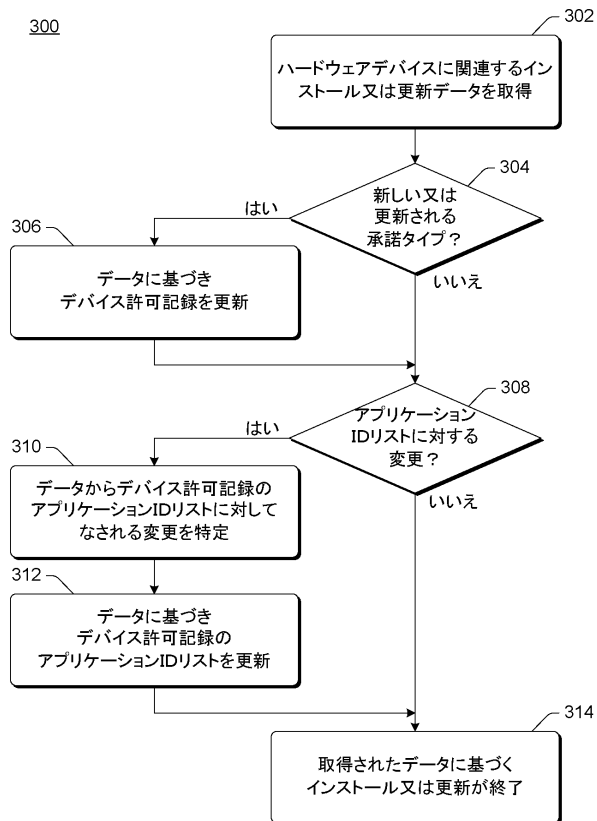 300
302
ハードウェアデバイスに関連するイン
ストール又は更新データを取得
304
新しい又は
更新される
承諾タイプ？
はい
いいえ
306
データに基づき
デバイス許可記録を更新
308
アプリケーション
IDリストに対する
変更？
はい
いいえ
310
データからデバイス許可記録の
アプリケーションIDリストに対して
なされる変更を特定
312
データに基づき
デバイス許可記録の
アプリケーションIDリストを更新
314
取得されたデータに基づく
インストール又は更新が終了